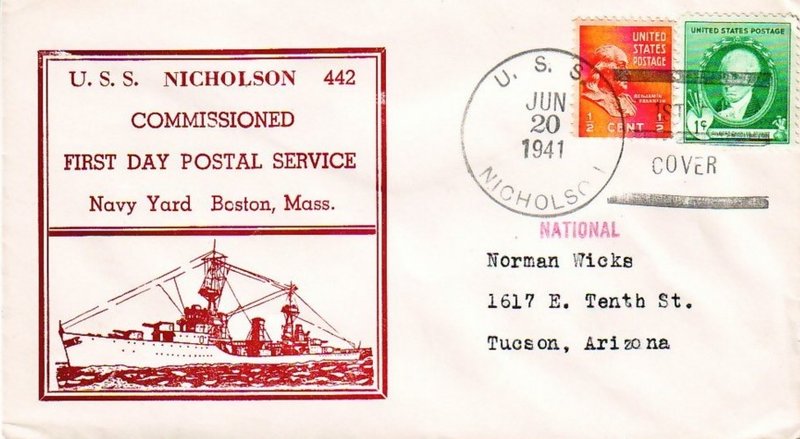 U. S. S. NICHOLSON 442
COMMISSIONED
FIRST DAY POSTAL SERVICE
Navy Yard Boston, Mass.
U. S. S.
JUN
20
1941
NICHOLSON
UNITED
STATES
POSTAGE
BENJAMIN
FRANKLIN
1/2 CENT 1/2
UNITED STATES POSTAGE
1¢
COVER
NATIONAL
Norman Wicks
1617 E. Tenth St.
Tucson, Arizona